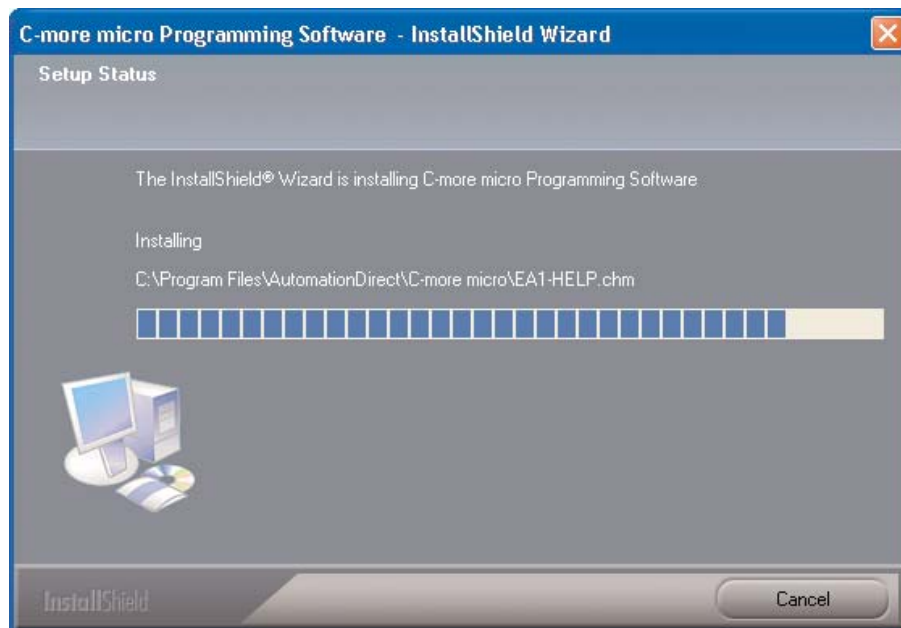 C-more micro Programming Software - InstallShield Wizard
Setup Status
The InstallShield® Wizard is installing C-more micro Programming Software
Installing
C:\Program Files\AutomationDirect\C-more micro\EA1-HELP.chm
InstallShield
Cancel